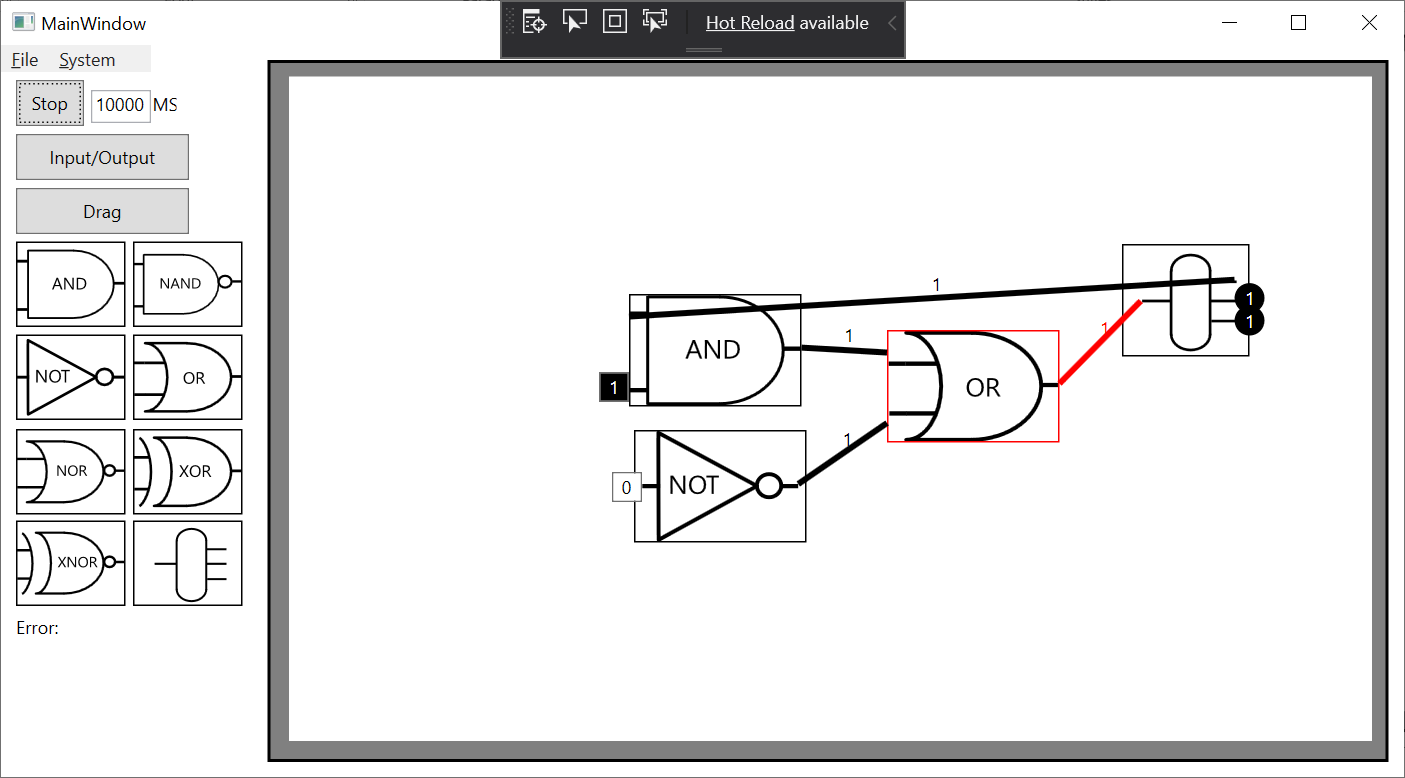 MainWindow
Hot Reload available
File System
Stop 10000 MS
Input/Output
Drag
AND NAND
NOT OR
NOR XOR
XNOR
Error:
1
1
1
1
AND
1
1
OR
1
1
NOT
0